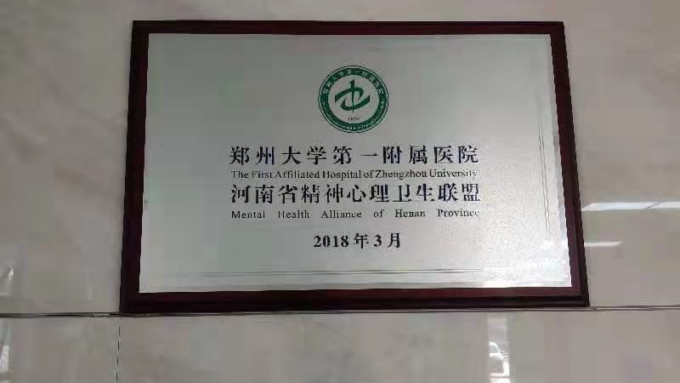 郑州大学第一附属医院
The First Affiliated Hospital of Zhengzhou University
河南省精神心理卫生联盟
Mental Health Alliance of Henan Province
2018年3月